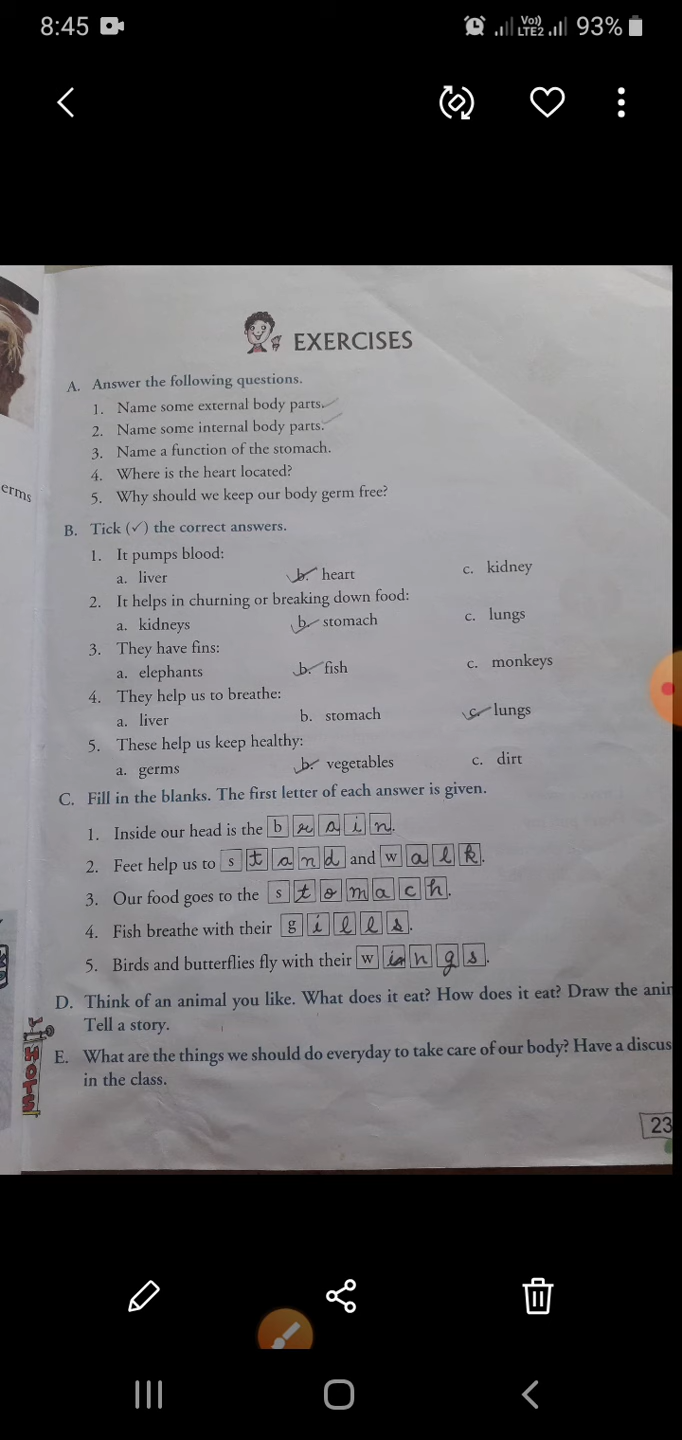 8:45
Vo) LTE2 93%
EXERCISES
A. Answer the following questions.
1. Name some external body parts.
2. Name some internal body parts.
3. Name a function of the stomach.
4. Where is the heart located?
5. Why should we keep our body germ free?
erms
B. Tick (✓) the correct answers.
1. It pumps blood:
a. liver b. heart c. kidney
2. It helps in churning or breaking down food:
a. kidneys b. stomach c. lungs
3. They have fins:
a. elephants b. fish c. monkeys
4. They help us to breathe:
a. liver b. stomach c. lungs
5. These help us keep healthy:
a. germs b. vegetables c. dirt
C. Fill in the blanks. The first letter of each answer is given.
1. Inside our head is the brain.
2. Feet help us to stand and walk.
3. Our food goes to the stomach.
4. Fish breathe with their gills.
5. Birds and butterflies fly with their wings.
D. Think of an animal you like. What does it eat? How does it eat? Draw the anim
Tell a story.
HOTS
E. What are the things we should do everyday to take care of our body? Have a discus
in the class.
23